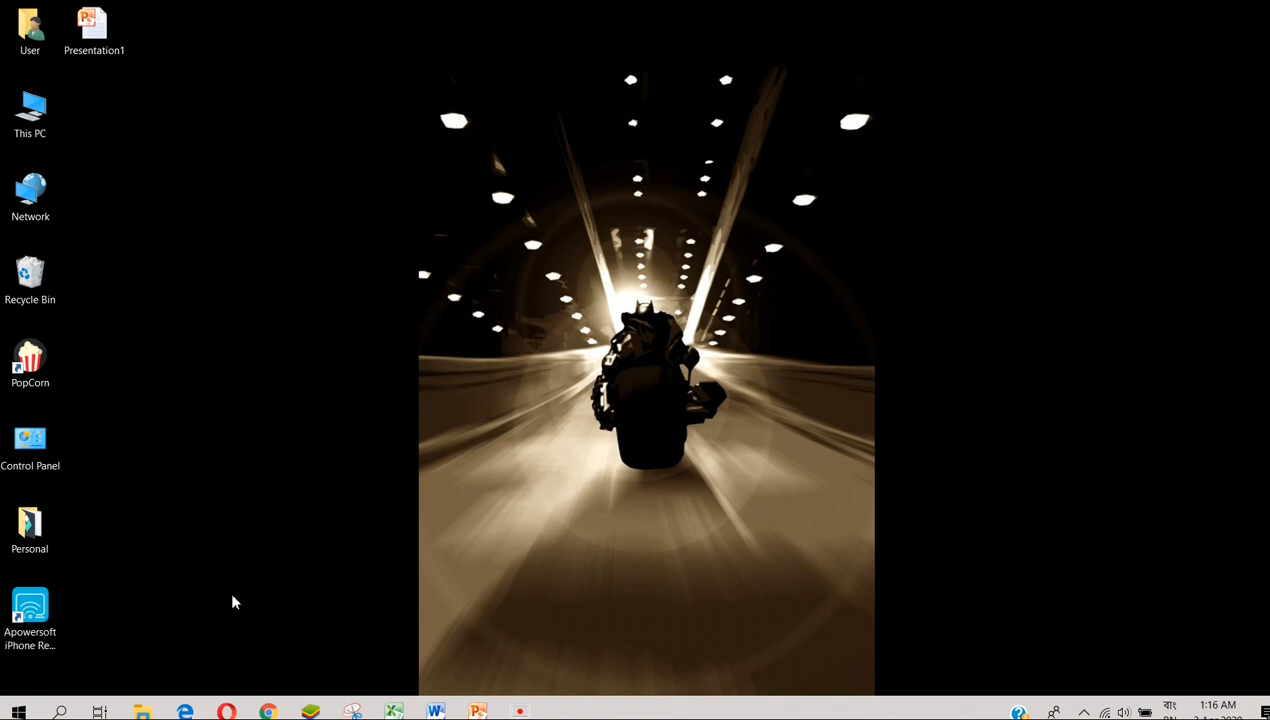 User
Presentation1
This PC
Network
Recycle Bin
PopCorn
Control Panel
Personal
Apowersoft
iPhone Re...
বাং
1:16 AM